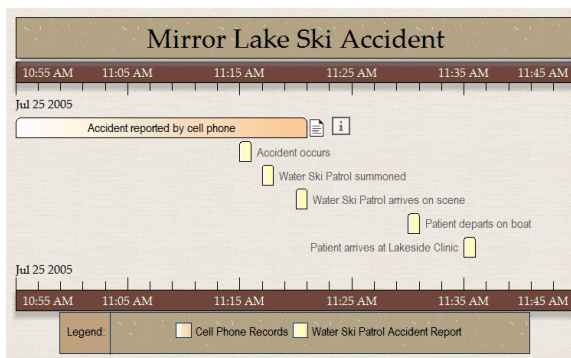 Mirror Lake Ski Accident
10:55 AM 11:05 AM 11:15 AM 11:25 AM 11:35 AM 11:45 AM
Jul 25 2005
Accident reported by cell phone i
Accident occurs
Water Ski Patrol summoned
Water Ski Patrol arrives on scene
Patient departs on boat
Patient arrives at Lakeside Clinic
Jul 25 2005
10:55 AM 11:05 AM 11:15 AM 11:25 AM 11:35 AM 11:45 AM
Legend: Cell Phone Records Water Ski Patrol Accident Report